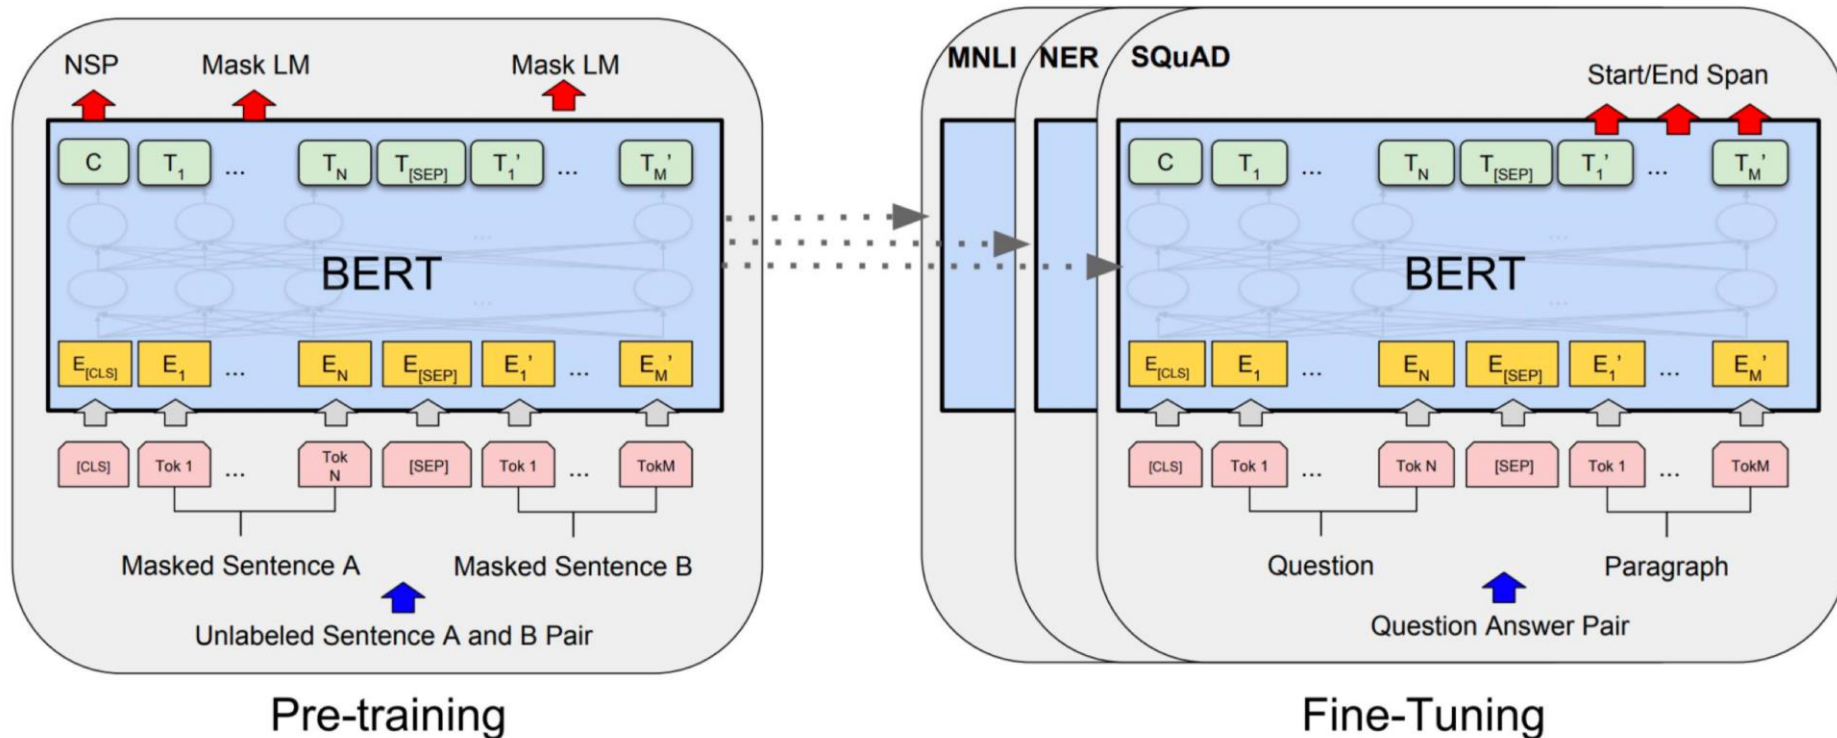 NSP Mask LM Mask LM
C T1 ... TN T[SEP] T1' ... TM'
...
BERT
...
E[CLS] E1 ... EN E[SEP] E1' ... EM'
[CLS] Tok 1 ... Tok N [SEP] Tok 1 ... TokM
Masked Sentence A Masked Sentence B
Unlabeled Sentence A and B Pair
Pre-training
MNLI NER SQuAD
Start/End Span
C T1 ... TN T[SEP] T1' ... TM'
...
BERT
...
E[CLS] E1 ... EN E[SEP] E1' ... EM'
[CLS] Tok 1 ... Tok N [SEP] Tok 1 ... TokM
Question Paragraph
Question Answer Pair
Fine-Tuning